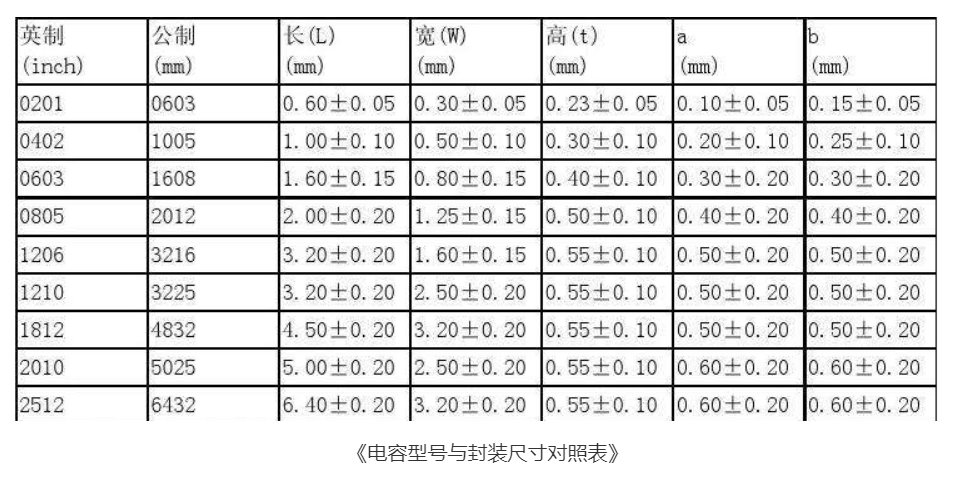 英制 公制 长(L) 宽(W) 高(t) a b
(inch) (mm) (mm) (mm) (mm) (mm) (mm)
0201 0603 0.60±0.05 0.30±0.05 0.23±0.05 0.10±0.05 0.15±0.05
0402 1005 1.00±0.10 0.50±0.10 0.30±0.10 0.20±0.10 0.25±0.10
0603 1608 1.60±0.15 0.80±0.15 0.40±0.10 0.30±0.20 0.30±0.20
0805 2012 2.00±0.20 1.25±0.15 0.50±0.10 0.40±0.20 0.40±0.20
1206 3216 3.20±0.20 1.60±0.15 0.55±0.10 0.50±0.20 0.50±0.20
1210 3225 3.20±0.20 2.50±0.20 0.55±0.10 0.50±0.20 0.50±0.20
1812 4832 4.50±0.20 3.20±0.20 0.55±0.10 0.50±0.20 0.50±0.20
2010 5025 5.00±0.20 2.50±0.20 0.55±0.10 0.60±0.20 0.60±0.20
2512 6432 6.40±0.20 3.20±0.20 0.55±0.10 0.60±0.20 0.60±0.20
《电容型号与封装尺寸对照表》